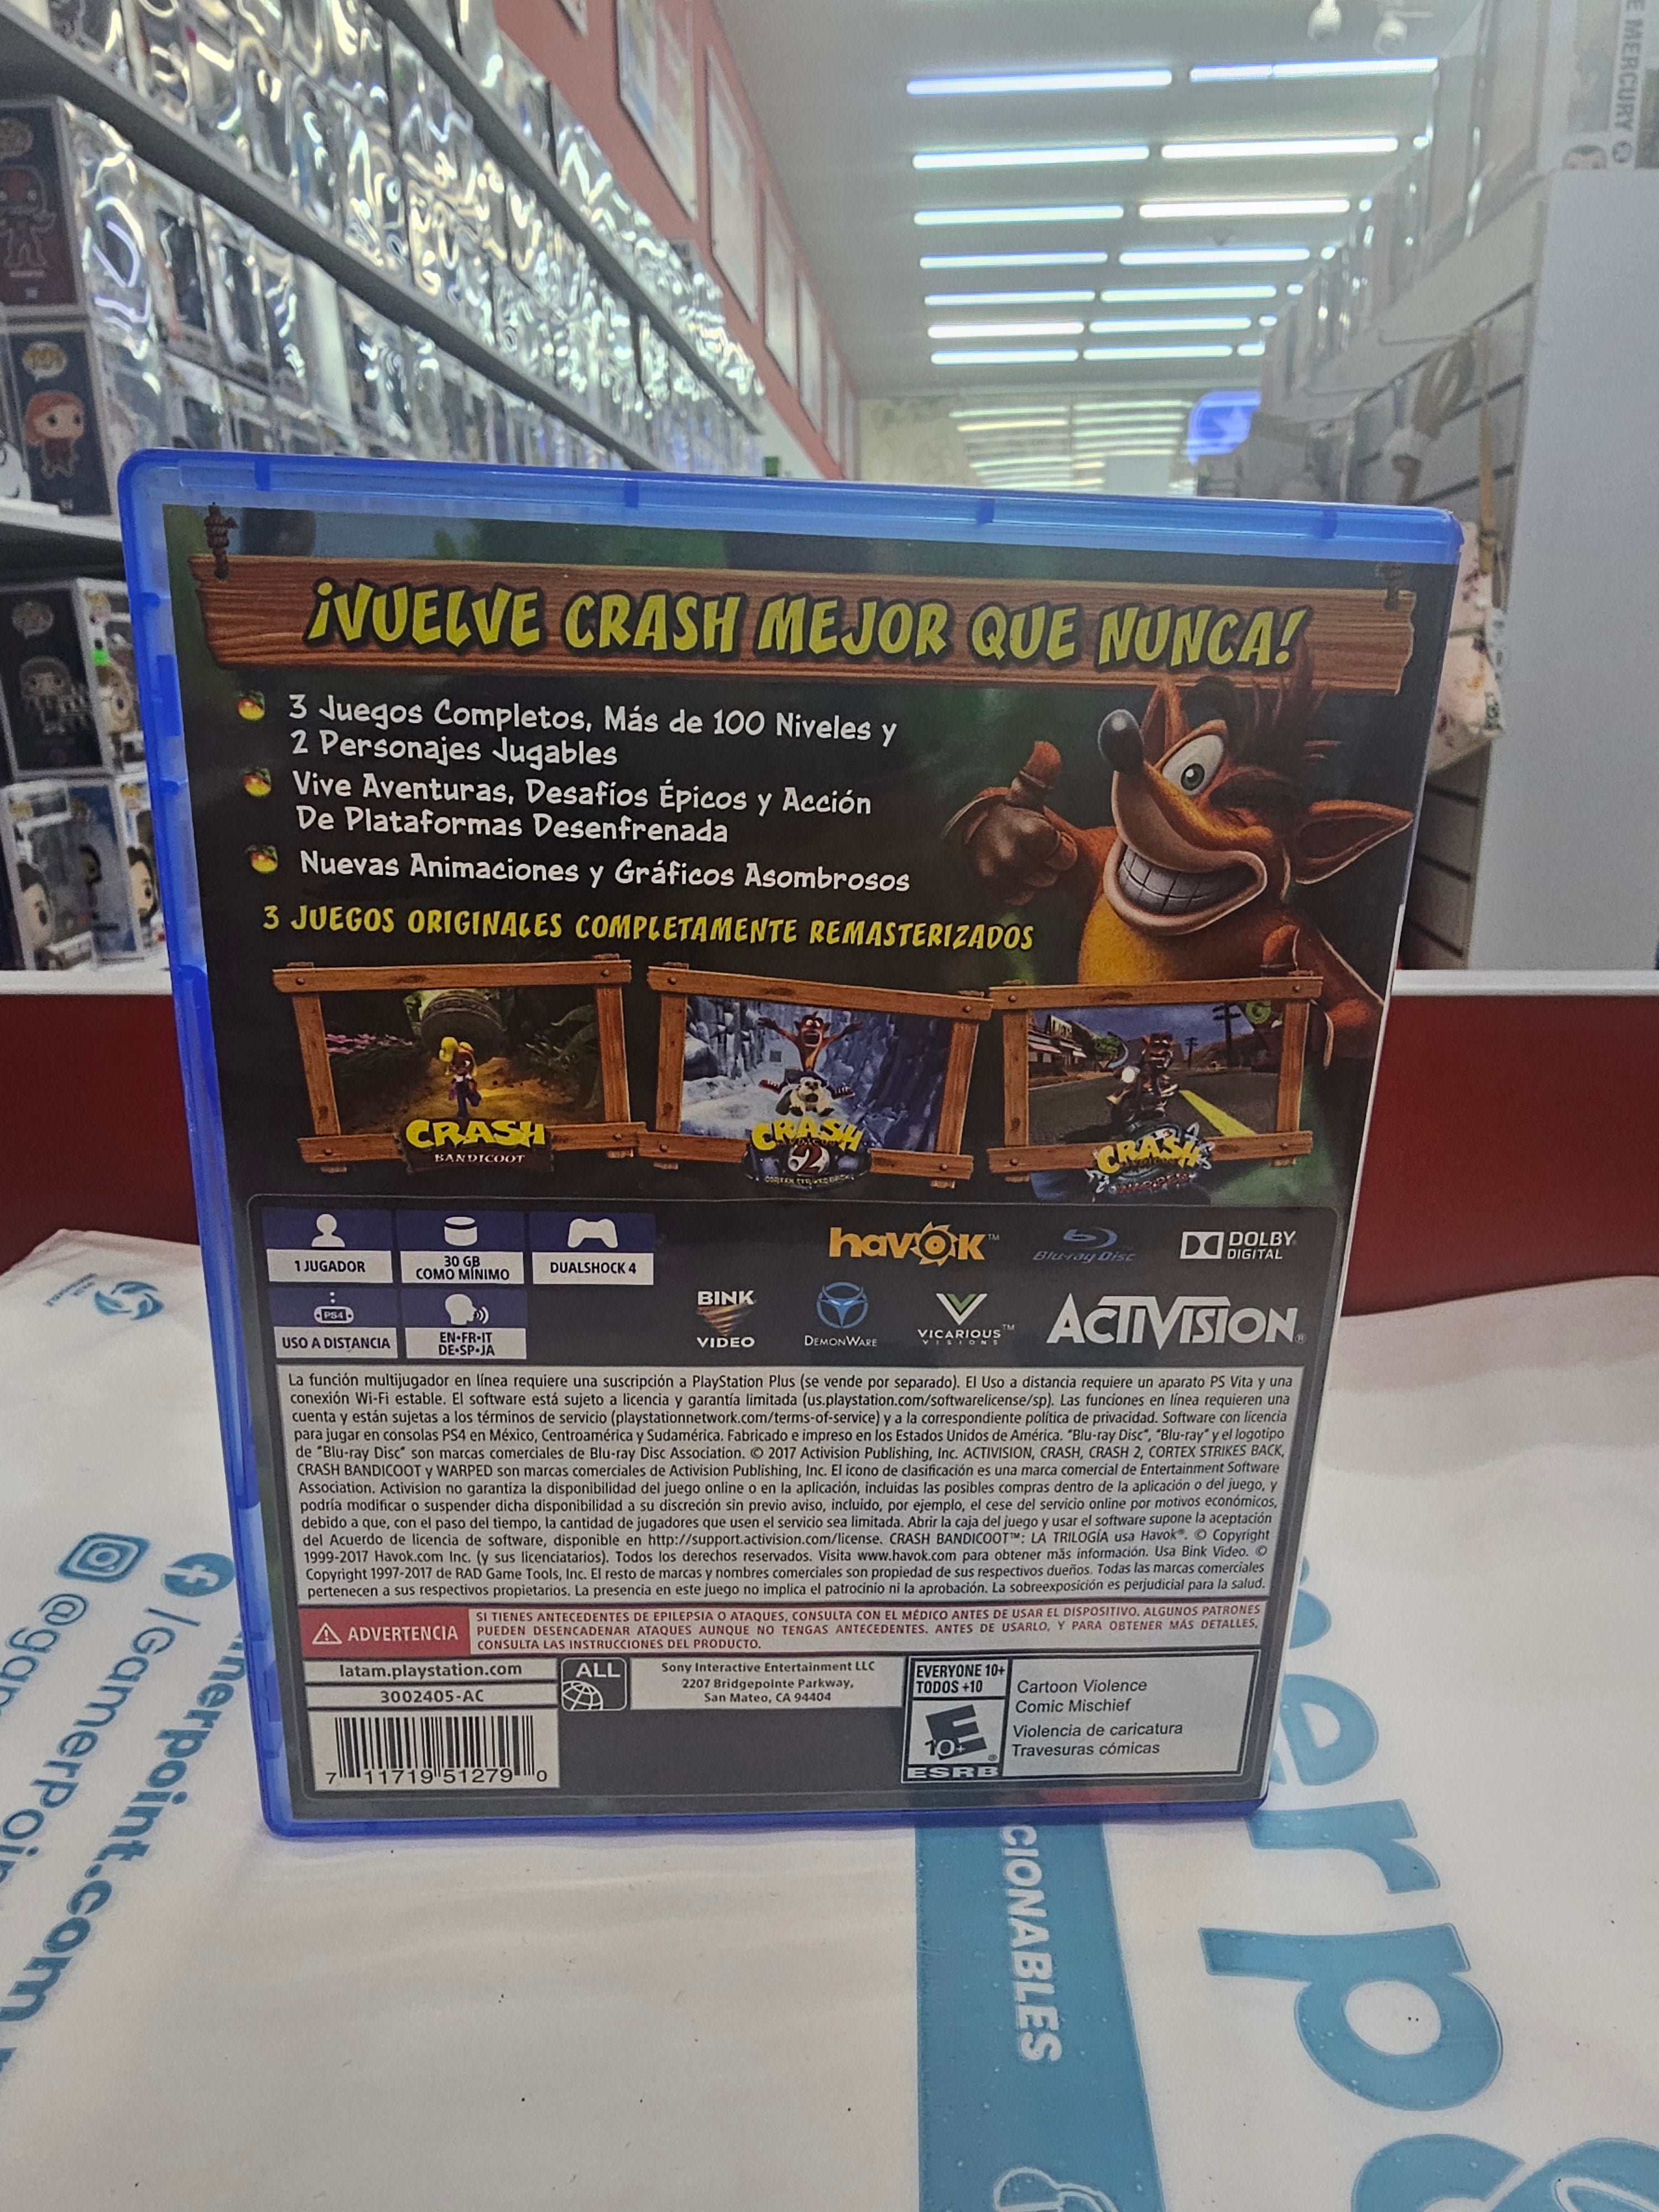 E MERCURY
¡VUELVE CRASH MEJOR QUE NUNCA!
3 Juegos Completos, Más de 100 Niveles y
2 Personajes Jugables
Vive Aventuras, Desafíos Épicos y Acción
De Plataformas Desenfrenada
Nuevas Animaciones y Gráficos Asombrosos
3 JUEGOS ORIGINALES COMPLETAMENTE REMASTERIZADOS
CRASH
BANDICOOT
CRASH
2
CORTEX STRIKES BACK
CRASH
WARPED
1 JUGADOR
30 GB
COMO MÍNIMO
DUALSHOCK 4
PS4
USO A DISTANCIA
EN•FR•IT
DE•SP•JA
havok™
Blu-ray Disc
DOLBY
DIGITAL
BINK
VIDEO
DEMONWARE
VICARIOUS™
VISIONS
ACTIVISION®
La función multijugador en línea requiere una suscripción a PlayStation Plus (se vende por separado). El Uso a distancia requiere un aparato PS Vita y una
conexión Wi-Fi estable. El software está sujeto a licencia y garantía limitada (us.playstation.com/softwarelicense/sp). Las funciones en línea requieren una
cuenta y están sujetas a los términos de servicio (playstationnetwork.com/terms-of-service) y a la correspondiente política de privacidad. Software con licencia
para jugar en consolas PS4 en México, Centroamérica y Sudamérica. Fabricado e impreso en los Estados Unidos de América. "Blu-ray Disc", "Blu-ray" y el logotipo
de "Blu-ray Disc" son marcas comerciales de Blu-ray Disc Association. © 2017 Activision Publishing, Inc. ACTIVISION, CRASH, CRASH 2, CORTEX STRIKES BACK,
CRASH BANDICOOT y WARPED son marcas comerciales de Activision Publishing, Inc. El icono de clasificación es una marca comercial de Entertainment Software
Association. Activision no garantiza la disponibilidad del juego online o en la aplicación, incluidas las posibles compras dentro de la aplicación o del juego, y
podría modificar o suspender dicha disponibilidad a su discreción sin previo aviso, incluido, por ejemplo, el cese del servicio online por motivos económicos,
debido a que, con el paso del tiempo, la cantidad de jugadores que usen el servicio sea limitada. Abrir la caja del juego y usar el software supone la aceptación
del Acuerdo de licencia de software, disponible en http://support.activision.com/license. CRASH BANDICOOT™: LA TRILOGÍA usa Havok®. © Copyright
1999-2017 Havok.com Inc. (y sus licenciatarios). Todos los derechos reservados. Visita www.havok.com para obtener más información. Usa Bink Video. ©
Copyright 1997-2017 de RAD Game Tools, Inc. El resto de marcas y nombres comerciales son propiedad de sus respectivos dueños. Todas las marcas comerciales
pertenecen a sus respectivos propietarios. La presencia en este juego no implica el patrocinio ni la aprobación. La sobreexposición es perjudicial para la salud.
ADVERTENCIA
SI TIENES ANTECEDENTES DE EPILEPSIA O ATAQUES, CONSULTA CON EL MÉDICO ANTES DE USAR EL DISPOSITIVO. ALGUNOS PATRONES
PUEDEN DESENCADENAR ATAQUES AUNQUE NO TENGAS ANTECEDENTES. ANTES DE USARLO, Y PARA OBTENER MÁS DETALLES,
CONSULTA LAS INSTRUCCIONES DEL PRODUCTO.
latam.playstation.com
3002405-AC
7 11719 51279 0
ALL
Sony Interactive Entertainment LLC
2207 Bridgepointe Parkway,
San Mateo, CA 94404
EVERYONE 10+
TODOS +10
E
10+
ESRB
Cartoon Violence
Comic Mischief
Violencia de caricatura
Travesuras cómicas
nerpoint.com
/Gamerpoint
@gamerpoin
CIONABLES
erp